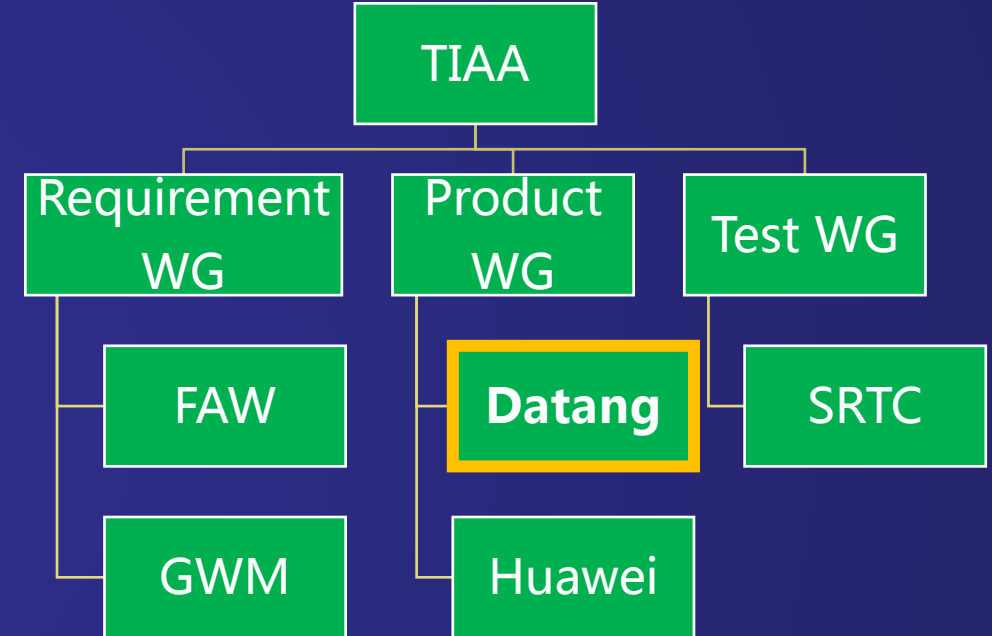 TIAA
Requirement
WG
Product
WG
Test WG
FAW
Datang
SRTC
GWM
Huawei